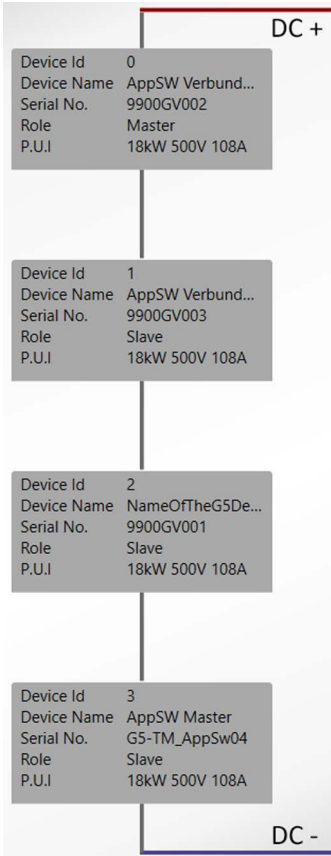 DC +
Device Id 0
Device Name AppSW Verbund...
Serial No. 9900GV002
Role Master
P.U.I 18kW 500V 108A
Device Id 1
Device Name AppSW Verbund...
Serial No. 9900GV003
Role Slave
P.U.I 18kW 500V 108A
Device Id 2
Device Name NameOfTheG5De...
Serial No. 9900GV001
Role Slave
P.U.I 18kW 500V 108A
Device Id 3
Device Name AppSW Master
Serial No. G5-TM_AppSw04
Role Slave
P.U.I 18kW 500V 108A
DC -